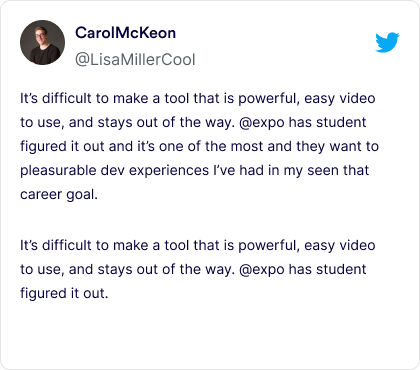 CarolMcKeon
@LisaMillerCool
It's difficult to make a tool that is powerful, easy video
to use, and stays out of the way. @expo has student
figured it out and it's one of the most and they want to
pleasurable dev experiences I've had in my seen that
career goal.
It's difficult to make a tool that is powerful, easy video
to use, and stays out of the way. @expo has student
figured it out.